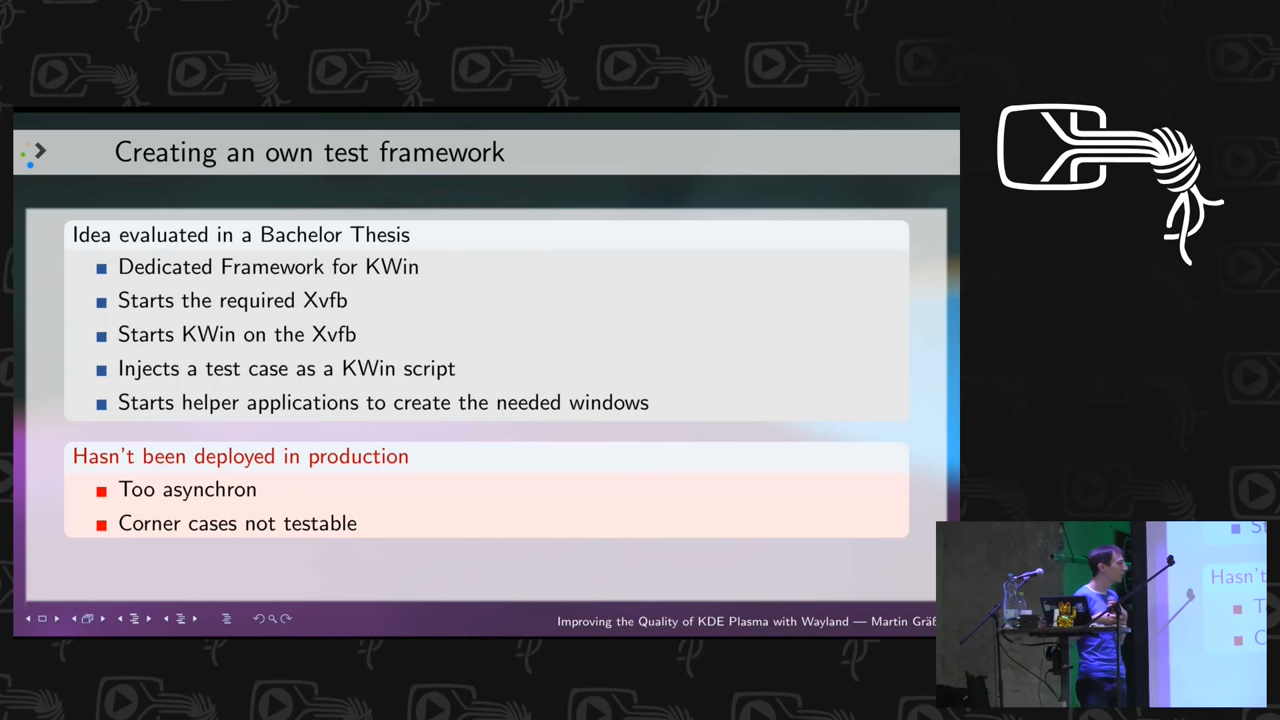 Creating an own test framework
Idea evaluated in a Bachelor Thesis
Dedicated Framework for KWin
Starts the required Xvfb
Starts KWin on the Xvfb
Injects a test case as a KWin script
Starts helper applications to create the needed windows
Hasn't been deployed in production
Too asynchron
Corner cases not testable
Improving the Quality of KDE Plasma with Wayland — Martin Gräß
Hasn't